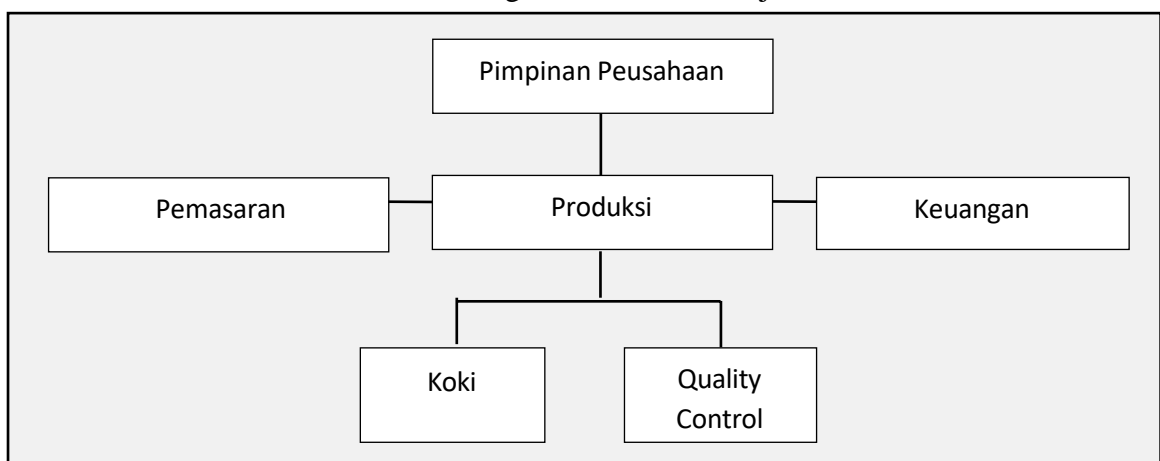 Pimpinan Peusahaan
Pemasaran
Produksi
Keuangan
Koki
Quality
Control